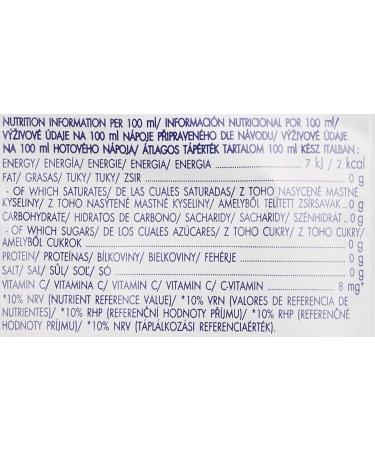 NUTRITION INFORMATION PER 100 ml/ INFORMACIÓN NUTRICIONAL POR 100 ml/
VÝŽIVOVÉ ÚDAJE NA 100 ml NÁPOJE PŘIPRAVENÉHO DLE NÁVODU/ VÝŽIVOVÉ ÚDAJE
NA 100 ml HOTOVÉHO NÁPOJA/ ÁTLAGOS TÁPÉRTÉK TARTALOM 100 ml KÉSZ ITALBAN :
ENERGY/ ENERGÍA/ ENERGIE/ ENERGIA/ ENERGIA 7 kJ / 2 kcal
FAT/ GRASAS/ TUKY/ TUKY/ ZSIR 0 g
- OF WHICH SATURATES/ DE LAS CUALES SATURADAS/ Z TOHO NASYCENÉ MASTNÉ
KYSELINY/ Z TOHO NASÝTENÉ MASTNÉ KYSELINY/ AMELYBŐL TELÍTETT ZSÍRSAVAK 0 g
CARBOHYDRATE/ HIDRATOS DE CARBONO/ SACHARIDY/ SACHARIDY/ SZÉNHIDRÁT 0 g
- OF WHICH SUGARS/ DE LOS CUALES AZÚCARES/ Z TOHO CUKRY/ Z TOHO CUKRY/
AMELYBŐL CUKROK 0 g
PROTEIN/ PROTEÍNAS/ BÍLKOVINY/ BIELKOVINY/ FEHÉRJE 0 g
SALT/ SAL/ SŮL/ SOĽ/ SÓ 0 g
VITAMIN C/ VITAMINA C/ VITAMIN C/ VITAMIN C/ C-VITAMIN 8 mg*
*10% NRV (NUTRIENT REFERENCE VALUE)/ *10% VRN (VALORES DE REFERENCIA DE
NUTRIENTES)/ *10% RHP (REFERENČNÍ HODNOTY PŘÍJMU)/ *10% RHP (REFERENČNÉ
HODNOTY PRÍJMU)/ *10% NRV (TÁPLÁLKOZÁSI REFERENCIAÉRTÉK).